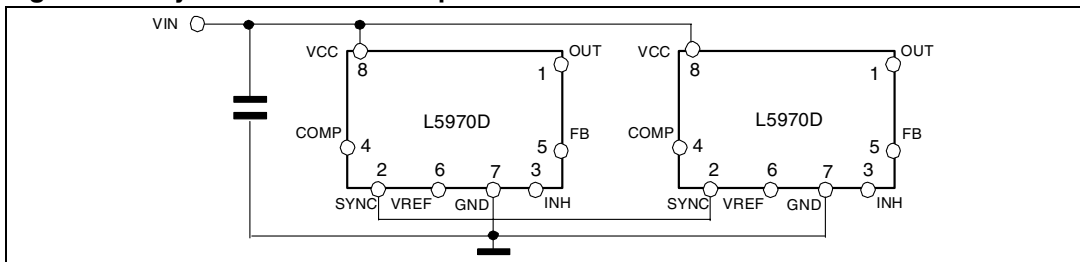 VIN
VCC
8
OUT
1
L5970D
COMP
4
5
FB
2
6
7
3
SYNC
VREF
GND
INH
VCC
8
OUT
1
L5970D
COMP
4
5
FB
2
6
7
3
SYNC
VREF
GND
INH